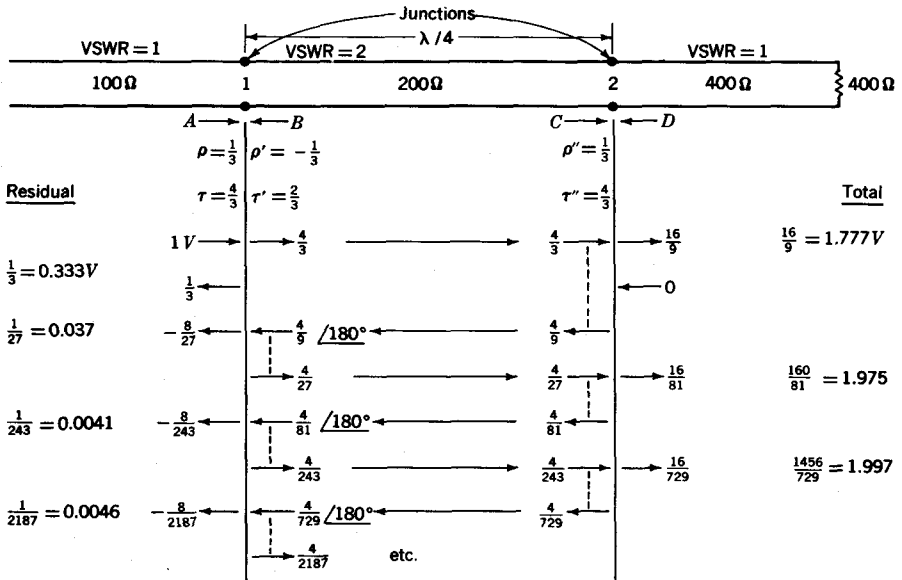 Junctions
λ/4
VSWR = 1 VSWR = 2 VSWR = 1
100Ω 1 200Ω 2 400Ω 400Ω
A B C D
ρ = 1/3 ρ' = -1/3 ρ'' = 1/3
Residual τ = 4/3 τ' = 2/3 τ'' = 4/3 Total
1V 4/3 4/3 16/9 16/9 = 1.777V
1/3 = 0.333V 1/3 0
1/27 = 0.037 -8/27 4/9 /180° 4/9
4/27 4/27 16/81 160/81 = 1.975
1/243 = 0.0041 -8/243 4/81 /180° 4/81
4/243 4/243 16/729 1456/729 = 1.997
1/2187 = 0.0046 -8/2187 4/729 /180° 4/729
4/2187 etc.